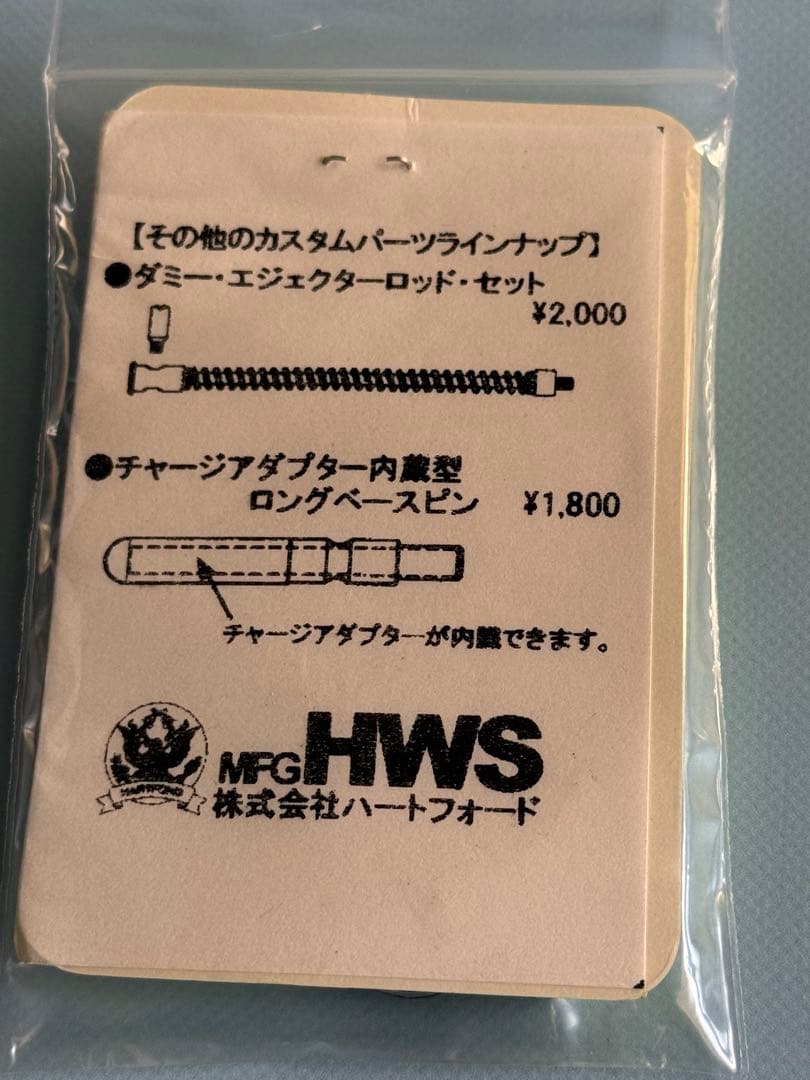 【その他のカスタムパーツラインナップ】
●ダミー・エジェクターロッド・セット
¥2,000
●チャージアダプター内蔵型
ロングベースピン ¥1,800
チャージアダプターが内蔵できます。
MFG HWS
株式会社ハートフォード
HARTFORD